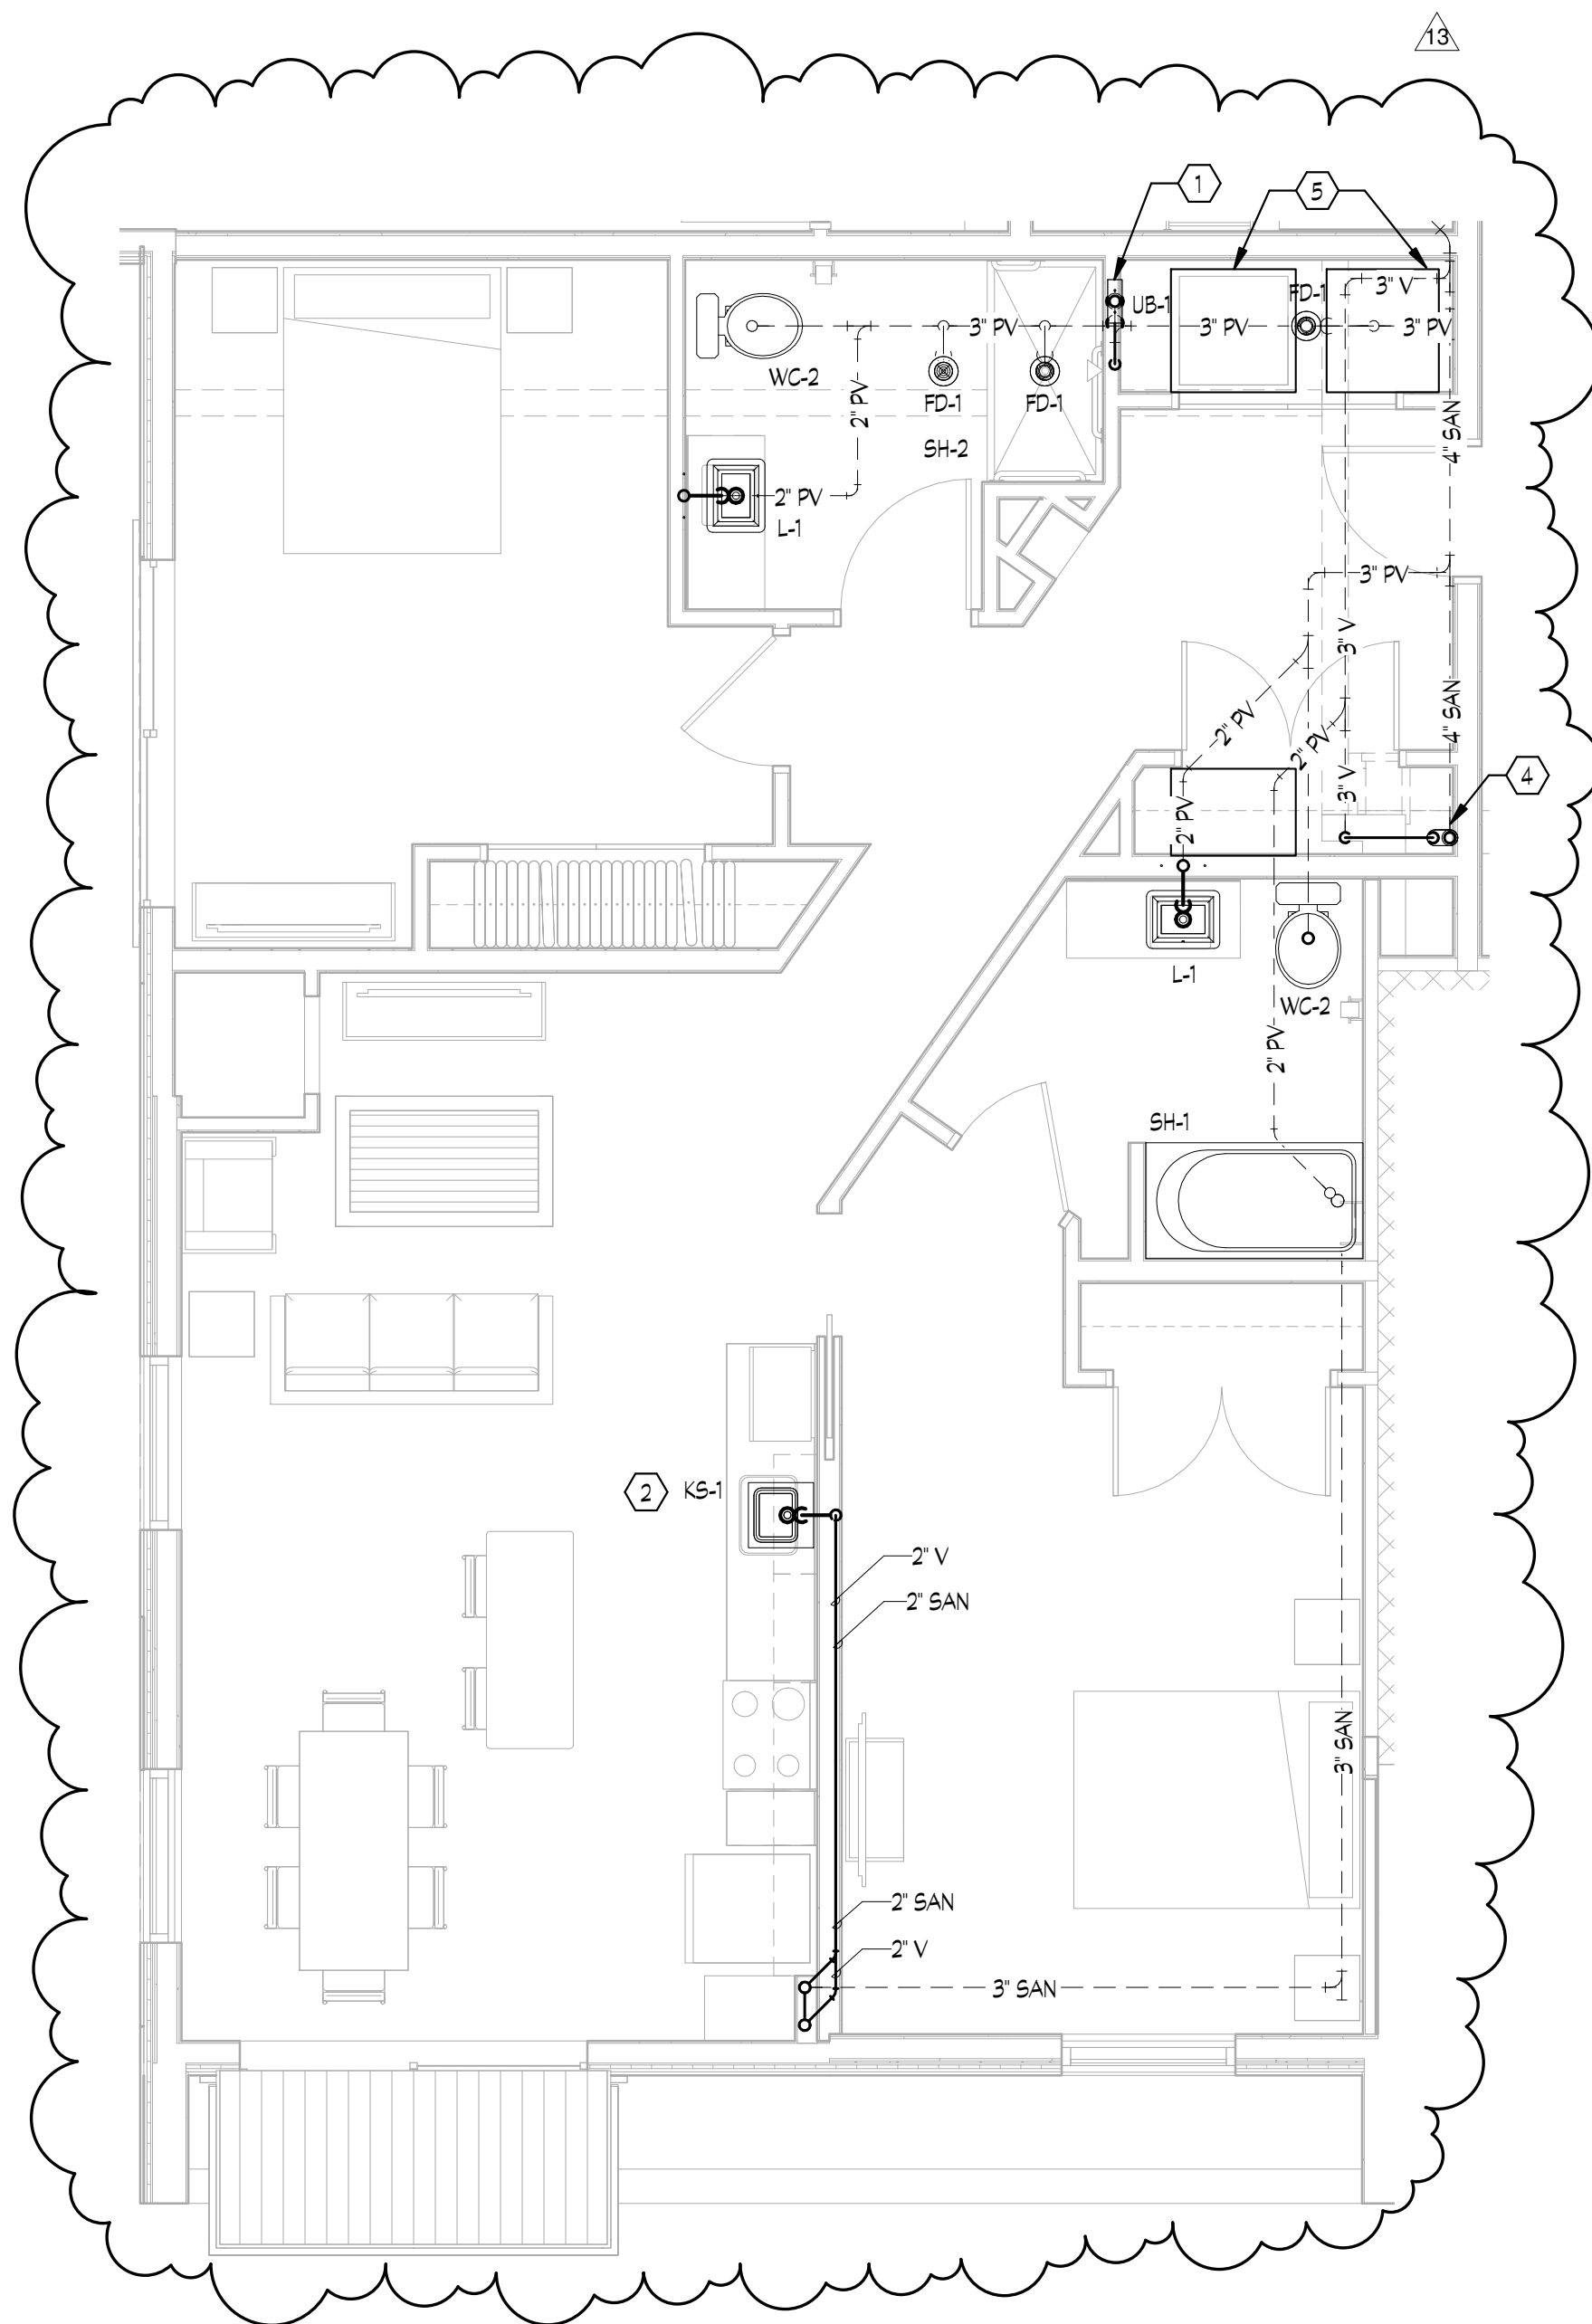 13
1
5
3" V
FD-1
UB-1
3" PV
3" PV
3" PV
WC-2
FD-1
FD-1
2" PV
SH-2
4" SAN
2" PV
L-1
3" PV
3" V
4" SAN
2" PV
2" PV
3" V
4
2" PV
L-1
WC-2
2" PV
SH-1
2
KS-1
2" V
2" SAN
3" SAN
2" SAN
2" V
3" SAN